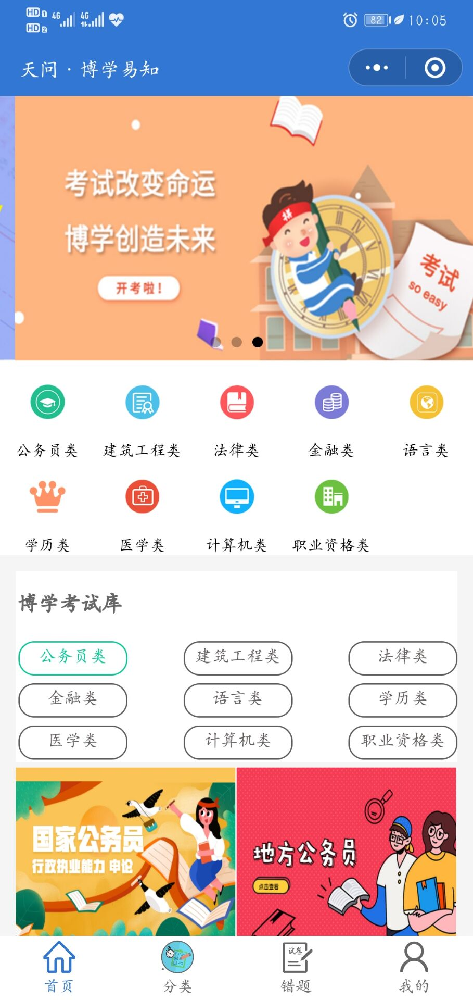 HD 1 4G 4G
HD 2
82 10:05
天问 · 博学易知
考试改变命运
博学创造未来
开考啦!
拼
考试
so easy
公务员类 建筑工程类 法律类 金融类 语言类
学历类 医学类 计算机类 职业资格类
博学考试库
公务员类 建筑工程类 法律类
金融类 语言类 学历类
医学类 计算机类 职业资格类
国家公务员
行政执业能力 申论
地方公务员
点击查看
试卷
首页 分类 错题 我的